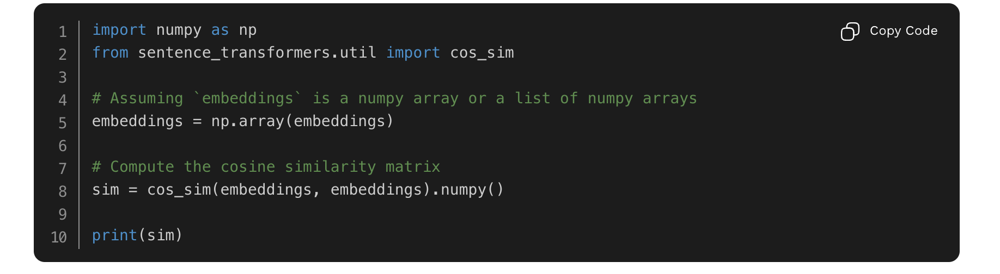 1 import numpy as np
Copy Code
2 from sentence_transformers.util import cos_sim
3
4 # Assuming `embeddings` is a numpy array or a list of numpy arrays
5 embeddings = np.array(embeddings)
6
7 # Compute the cosine similarity matrix
8 sim = cos_sim(embeddings, embeddings).numpy()
9
10 print(sim)